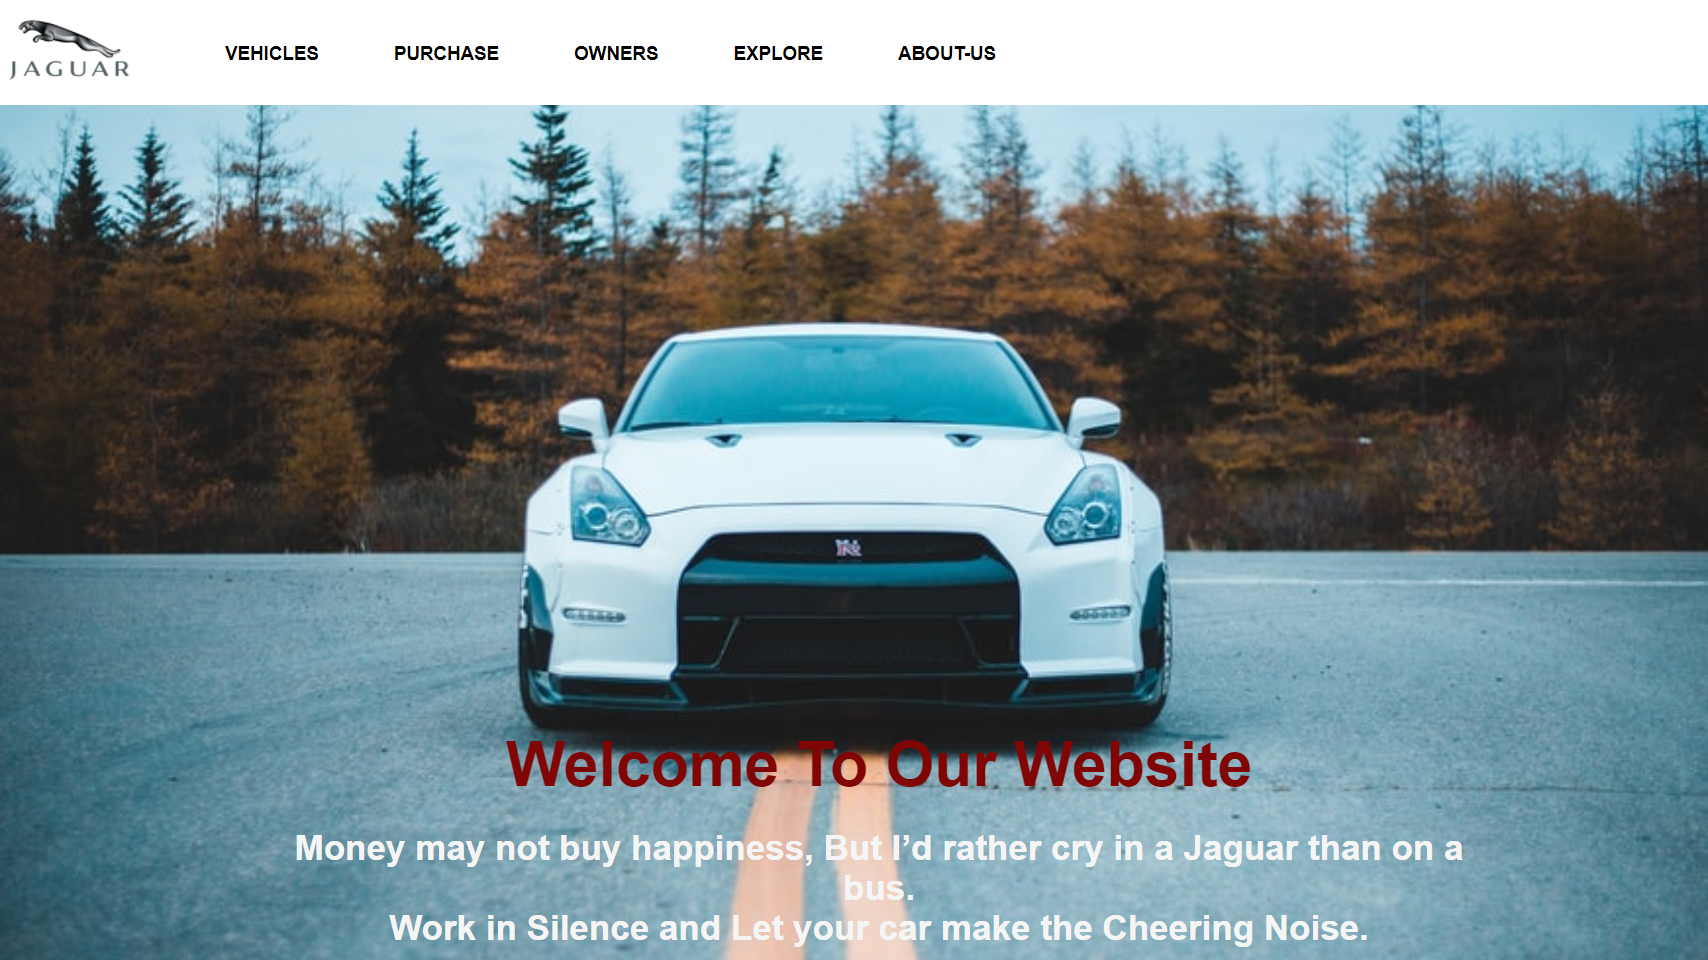 JAGUAR
VEHICLES
PURCHASE
OWNERS
EXPLORE
ABOUT-US
Welcome To Our Website
Money may not buy happiness, But I’d rather cry in a Jaguar than on a
bus.
Work in Silence and Let your car make the Cheering Noise.